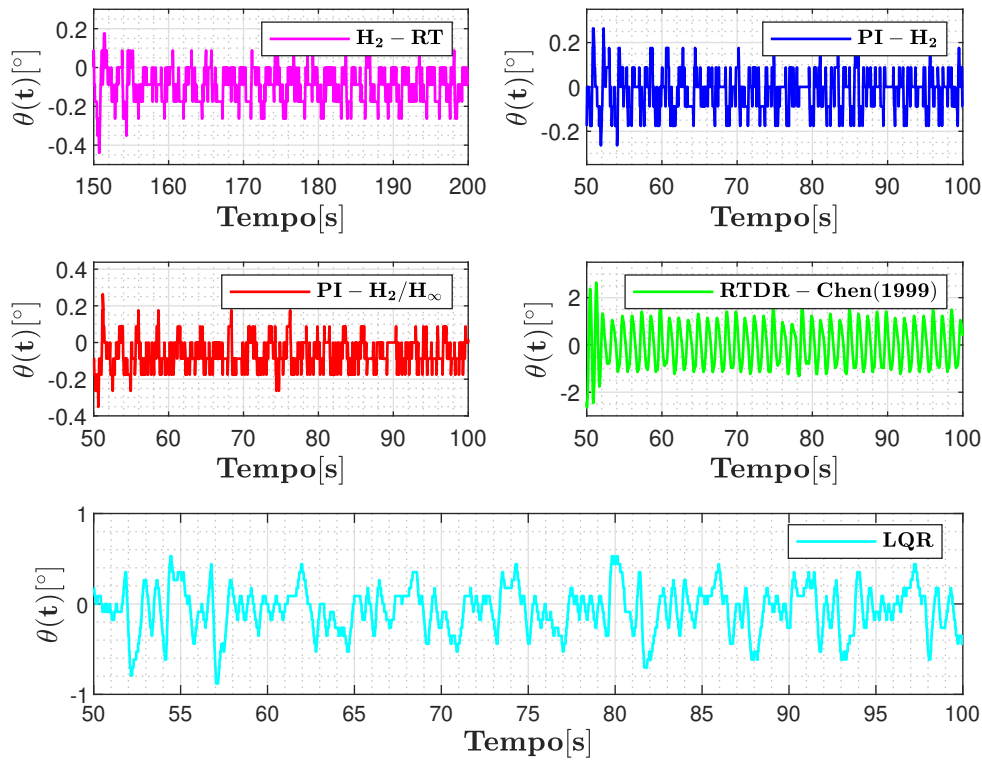 H₂ − RT
0.2
0
-0.2
-0.4
θ(t)[°]
150 160 170 180 190 200
Tempo[s]
PI − H₂
0.2
0
-0.2
θ(t)[°]
50 60 70 80 90 100
Tempo[s]
PI − H₂/H∞
0.4
0.2
0
-0.2
-0.4
θ(t)[°]
50 60 70 80 90 100
Tempo[s]
RTDR − Chen(1999)
2
0
-2
θ(t)[°]
50 60 70 80 90 100
Tempo[s]
LQR
1
0
-1
θ(t)[°]
50 55 60 65 70 75 80 85 90 95 100
Tempo[s]